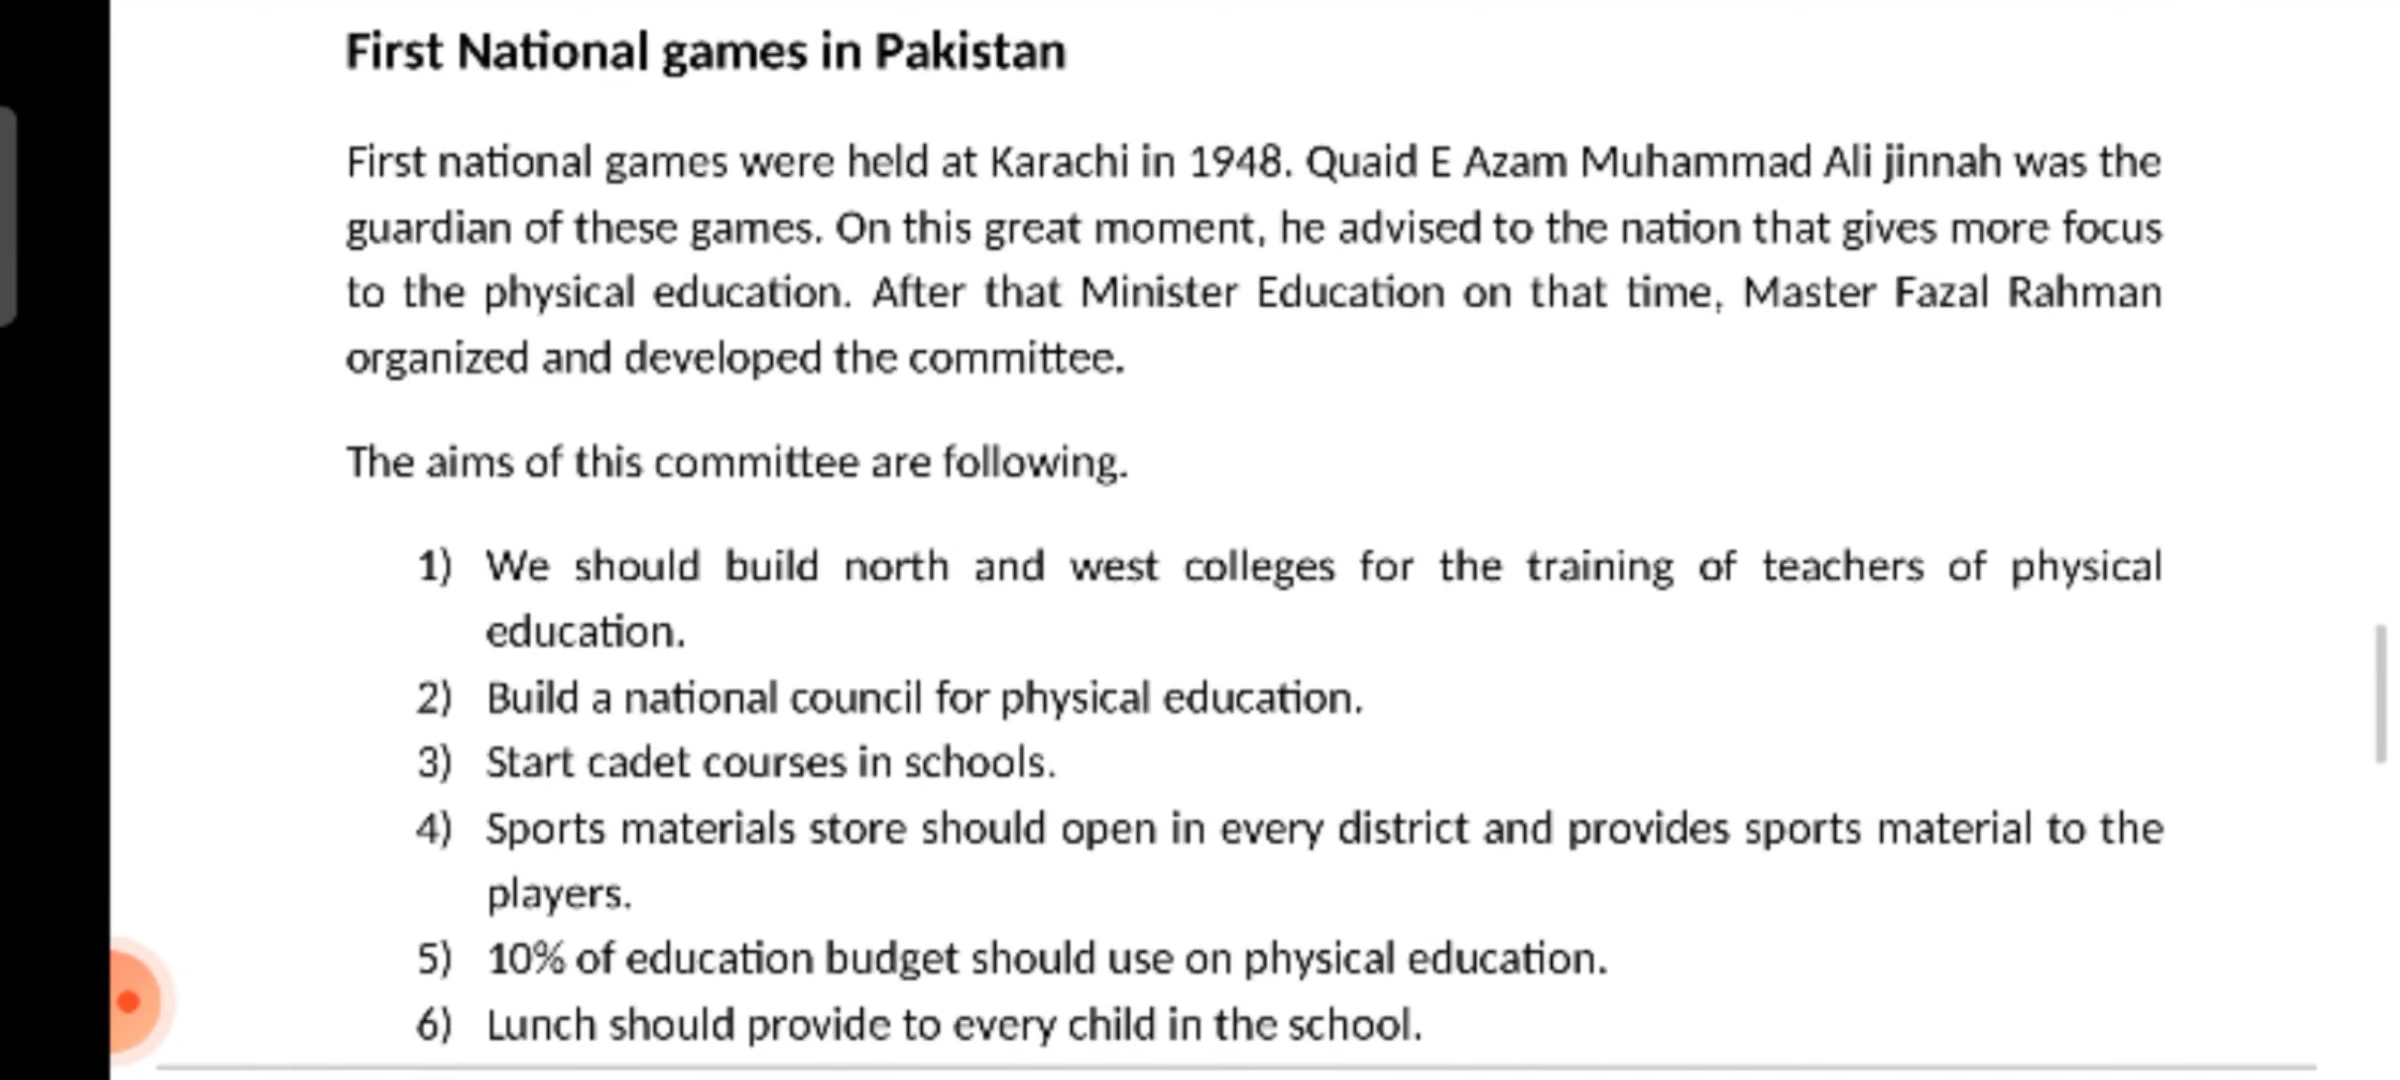 First National games in Pakistan
First national games were held at Karachi in 1948. Quaid E Azam Muhammad Ali jinnah was the
guardian of these games. On this great moment, he advised to the nation that gives more focus
to the physical education. After that Minister Education on that time, Master Fazal Rahman
organized and developed the committee.
The aims of this committee are following.
1) We should build north and west colleges for the training of teachers of physical
education.
2) Build a national council for physical education.
3) Start cadet courses in schools.
4) Sports materials store should open in every district and provides sports material to the
players.
5) 10% of education budget should use on physical education.
6) Lunch should provide to every child in the school.